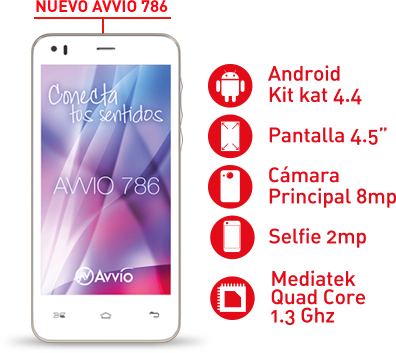 NUEVO AVVIO 786
Conecta
tus sentidos
AVVIO 786
Avvio
Android
Kit kat 4.4
Pantalla 4.5”
Cámara
Principal 8mp
Selfie 2mp
Mediatek
Quad Core
1.3 Ghz